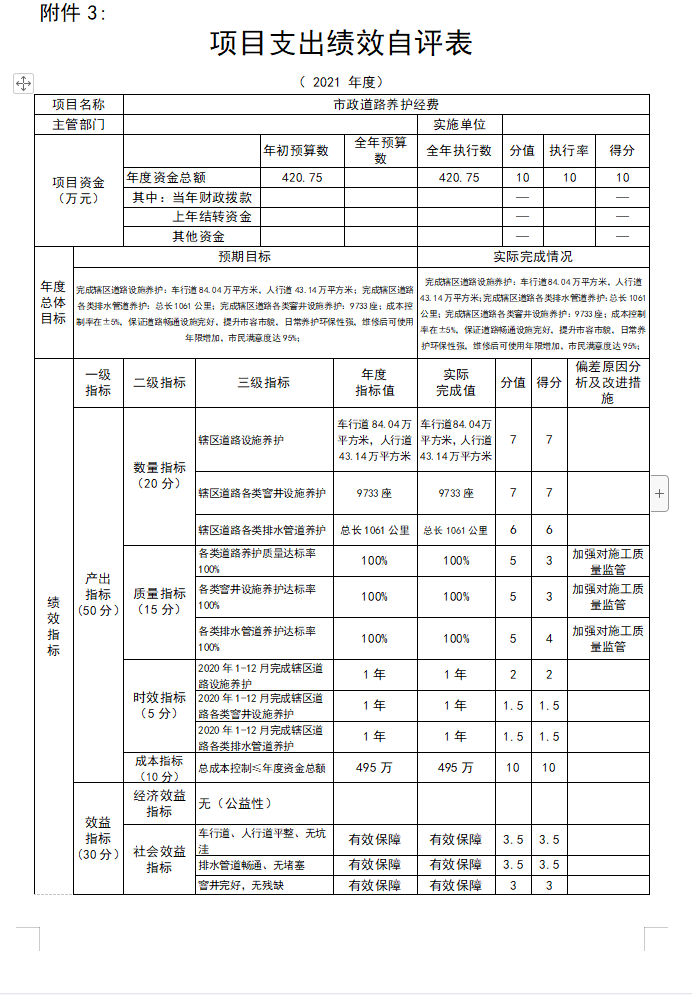 附件 3:
项目支出绩效自评表
（ 2021 年度）
项目名称 市政道路养护经费
主管部门 实施单位
项目资金
（万元）
年初预算数 全年预算
数 全年执行数 分值 执行率 得分
年度资金总额 420.75 420.75 10 10 10
其中：当年财政拨款 — —
上年结转资金 — —
其他资金 — —
年度
总体
目标
预期目标 实际完成情况
完成辖区道路设施养护：车行道 84.04 万平方米，人行道 43.14 万平方米；完成辖区道路
各类排水管道养护：总长 1061 公里；完成辖区道路各类窨井设施养护：9733 座；成本控
制率在±5%，保证道路畅通设施完好、提升市容市貌、日常养护环保性强，维修后可使用
年限增加，市民满意度达 95%；
完成辖区道路设施养护：车行道 84.04 万平方米，人行道
43.14 万平方米；完成辖区道路各类排水管道养护：总长 1061
公里；完成辖区道路各类窨井设施养护：9733 座；成本控制
率在±5%，保证道路畅通设施完好、提升市容市貌、日常养
护环保性强，维修后可使用年限增加，市民满意度达 95%；
绩
效
指
标
一级
指标 二级指标 三级指标 年度
指标值 实际
完成值 分值 得分 偏差原因分
析及改进措
施
产出
指标
（50 分）
数量指标
（20 分）
辖区道路设施养护 车行道 84.04 万
平方米，人行道
43.14 万平方米 车行道 84.04 万
平方米，人行道
43.14 万平方米 7 7
辖区道路各类窨井设施养护 9733 座 9733 座 7 7
辖区道路各类排水管道养护 总长 1061 公里 总长 1061 公里 6 6
质量指标
（15 分）
各类道路养护质量达标率
100% 100% 100% 5 3 加强对施工质
量监管
各类窨井设施养护达标率
100% 100% 100% 5 3 加强对施工质
量监管
各类排水管道养护达标率
100% 100% 100% 5 4 加强对施工质
量监管
时效指标
（5 分）
2020 年 1-12 月完成辖区道
路设施养护 1 年 1 年 2 2
2020 年 1-12 月完成辖区道
路各类窨井设施养护 1 年 1 年 1.5 1.5
2020 年 1-12 月完成辖区道
路各类排水管道养护 1 年 1 年 1.5 1.5
成本指标
（10 分）
总成本控制≤年度资金总额 495 万 495 万 10 10
效益
指标
（30 分）
经济效益
指标
无（公益性）
社会效益
指标
车行道、人行道平整、无坑
洼 有效保障 有效保障 3.5 3.5
排水管道畅通、无堵塞 有效保障 有效保障 3.5 3.5
窨井完好，无残缺 有效保障 有效保障 3 3